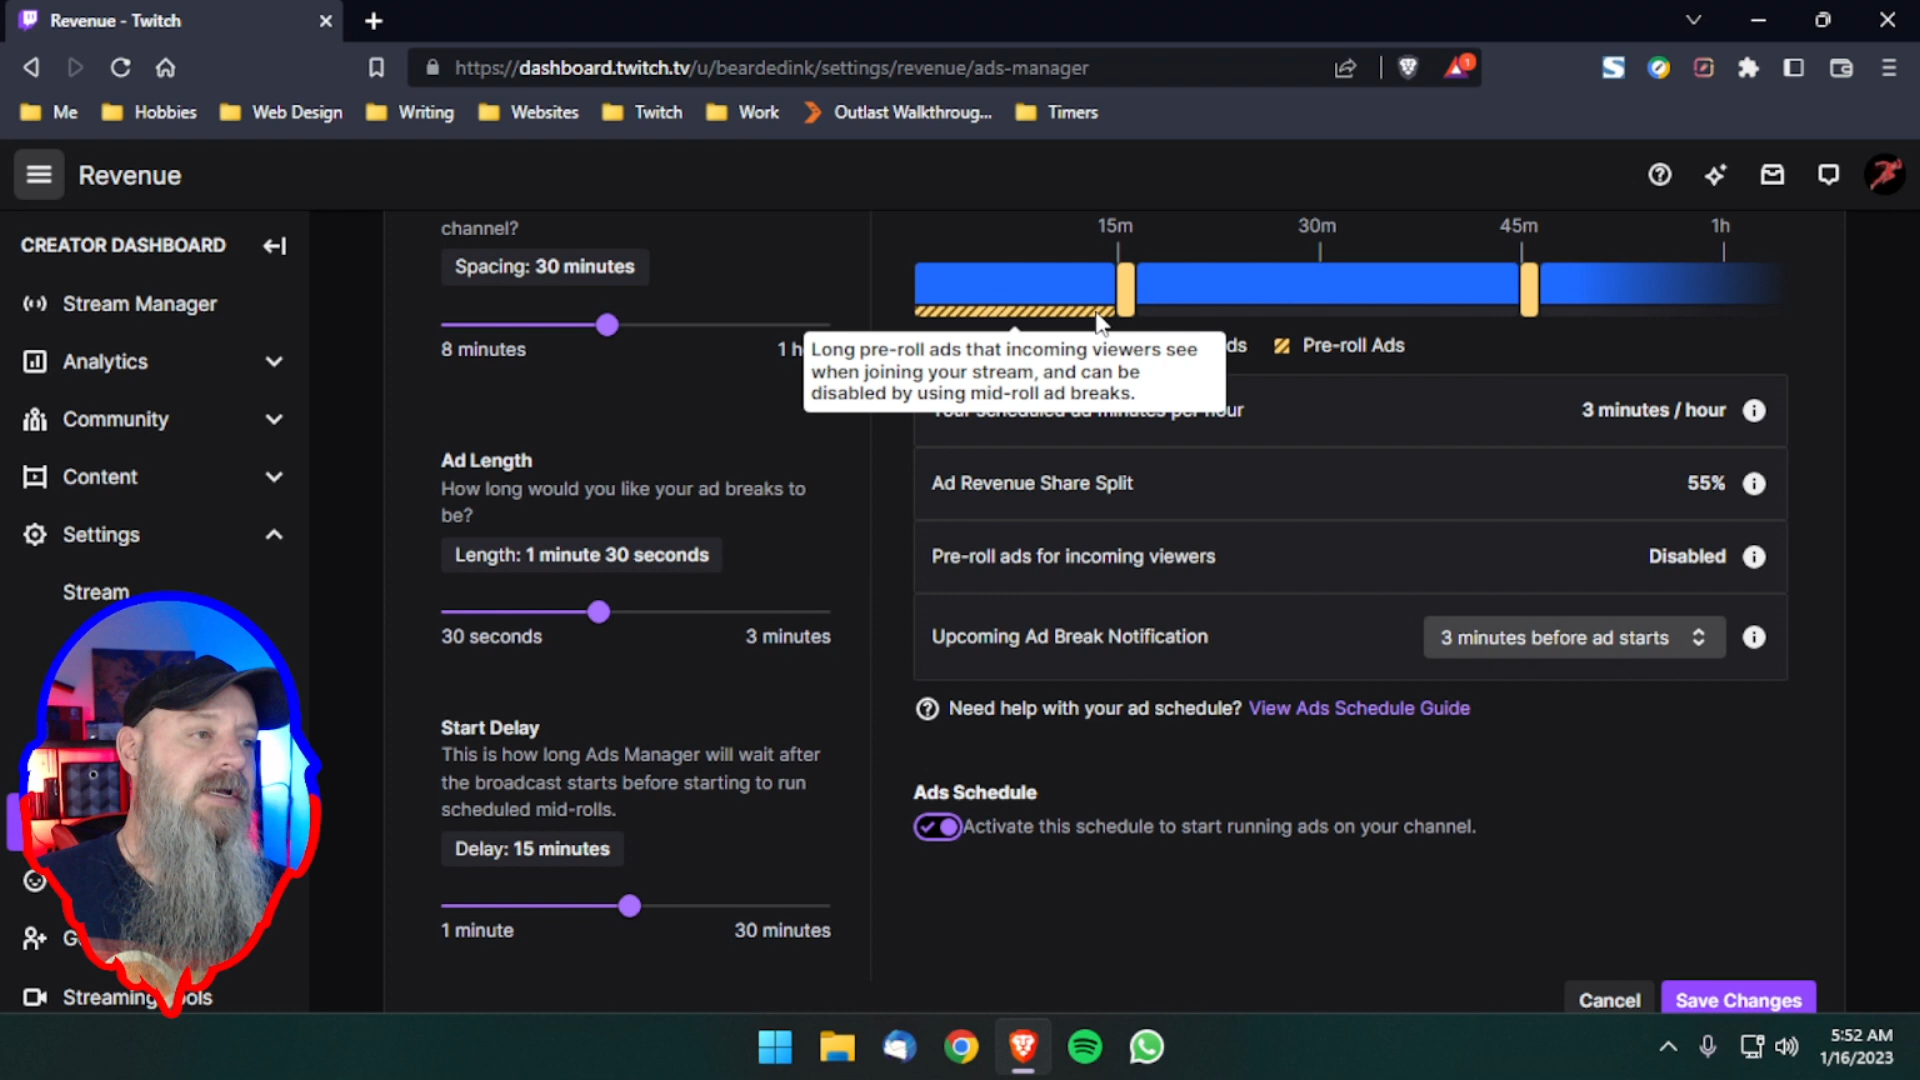 Revenue - Twitch
https://dashboard.twitch.tv/u/beardedink/settings/revenue/ads-manager
1
Me
Hobbies
Web Design
Writing
Websites
Twitch
Work
Outlast Walkthroug...
Timers
Revenue
CREATOR DASHBOARD
Stream Manager
Analytics
Community
Content
Settings
Stream
Streaming
channel?
Spacing: 30 minutes
8 minutes
1 h
Ad Length
How long would you like your ad breaks to
be?
Length: 1 minute 30 seconds
30 seconds
3 minutes
Start Delay
This is how long Ads Manager will wait after
the broadcast starts before starting to run
scheduled mid-rolls.
Delay: 15 minutes
1 minute
30 minutes
15m
30m
45m
1h
Long pre-roll ads that incoming viewers see
when joining your stream, and can be
disabled by using mid-roll ad breaks.
Pre-roll Ads
Your scheduled ad minutes per hour
3 minutes / hour
Ad Revenue Share Split
55%
Pre-roll ads for incoming viewers
Disabled
Upcoming Ad Break Notification
3 minutes before ad starts
Need help with your ad schedule? View Ads Schedule Guide
Ads Schedule
Activate this schedule to start running ads on your channel.
Cancel
Save Changes
5:52 AM
1/16/2023